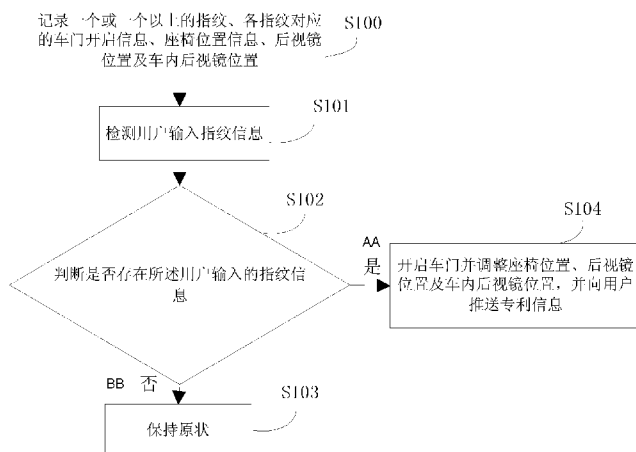 记录一个或一个以上的指纹、各指纹对应
的车门开启信息、座椅位置信息、后视镜
位置及车内后视镜位置
S100
S101
检测用户输入指纹信息
S102
判断是否存在所述用户输入的指纹信
息
S104
AA
是
开启车门并调整座椅位置、后视镜
位置及车内后视镜位置，并向用户
推送专利信息
BB 否
S103
保持原状